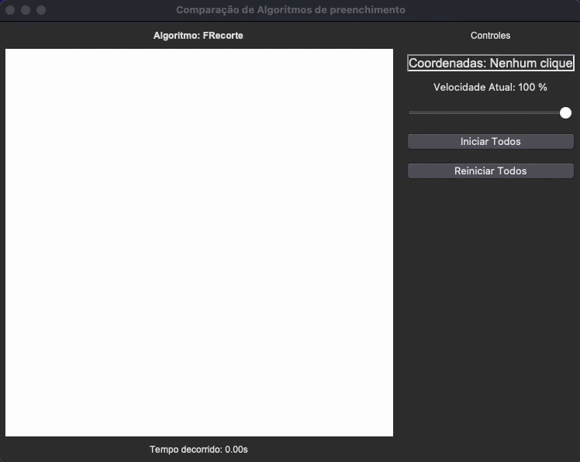 Comparação de Algoritmos de preenchimento
Algoritmo: FRecorte
Controles
Coordenadas: Nenhum clique
Velocidade Atual: 100 %
Iniciar Todos
Reiniciar Todos
Tempo decorrido: 0.00s